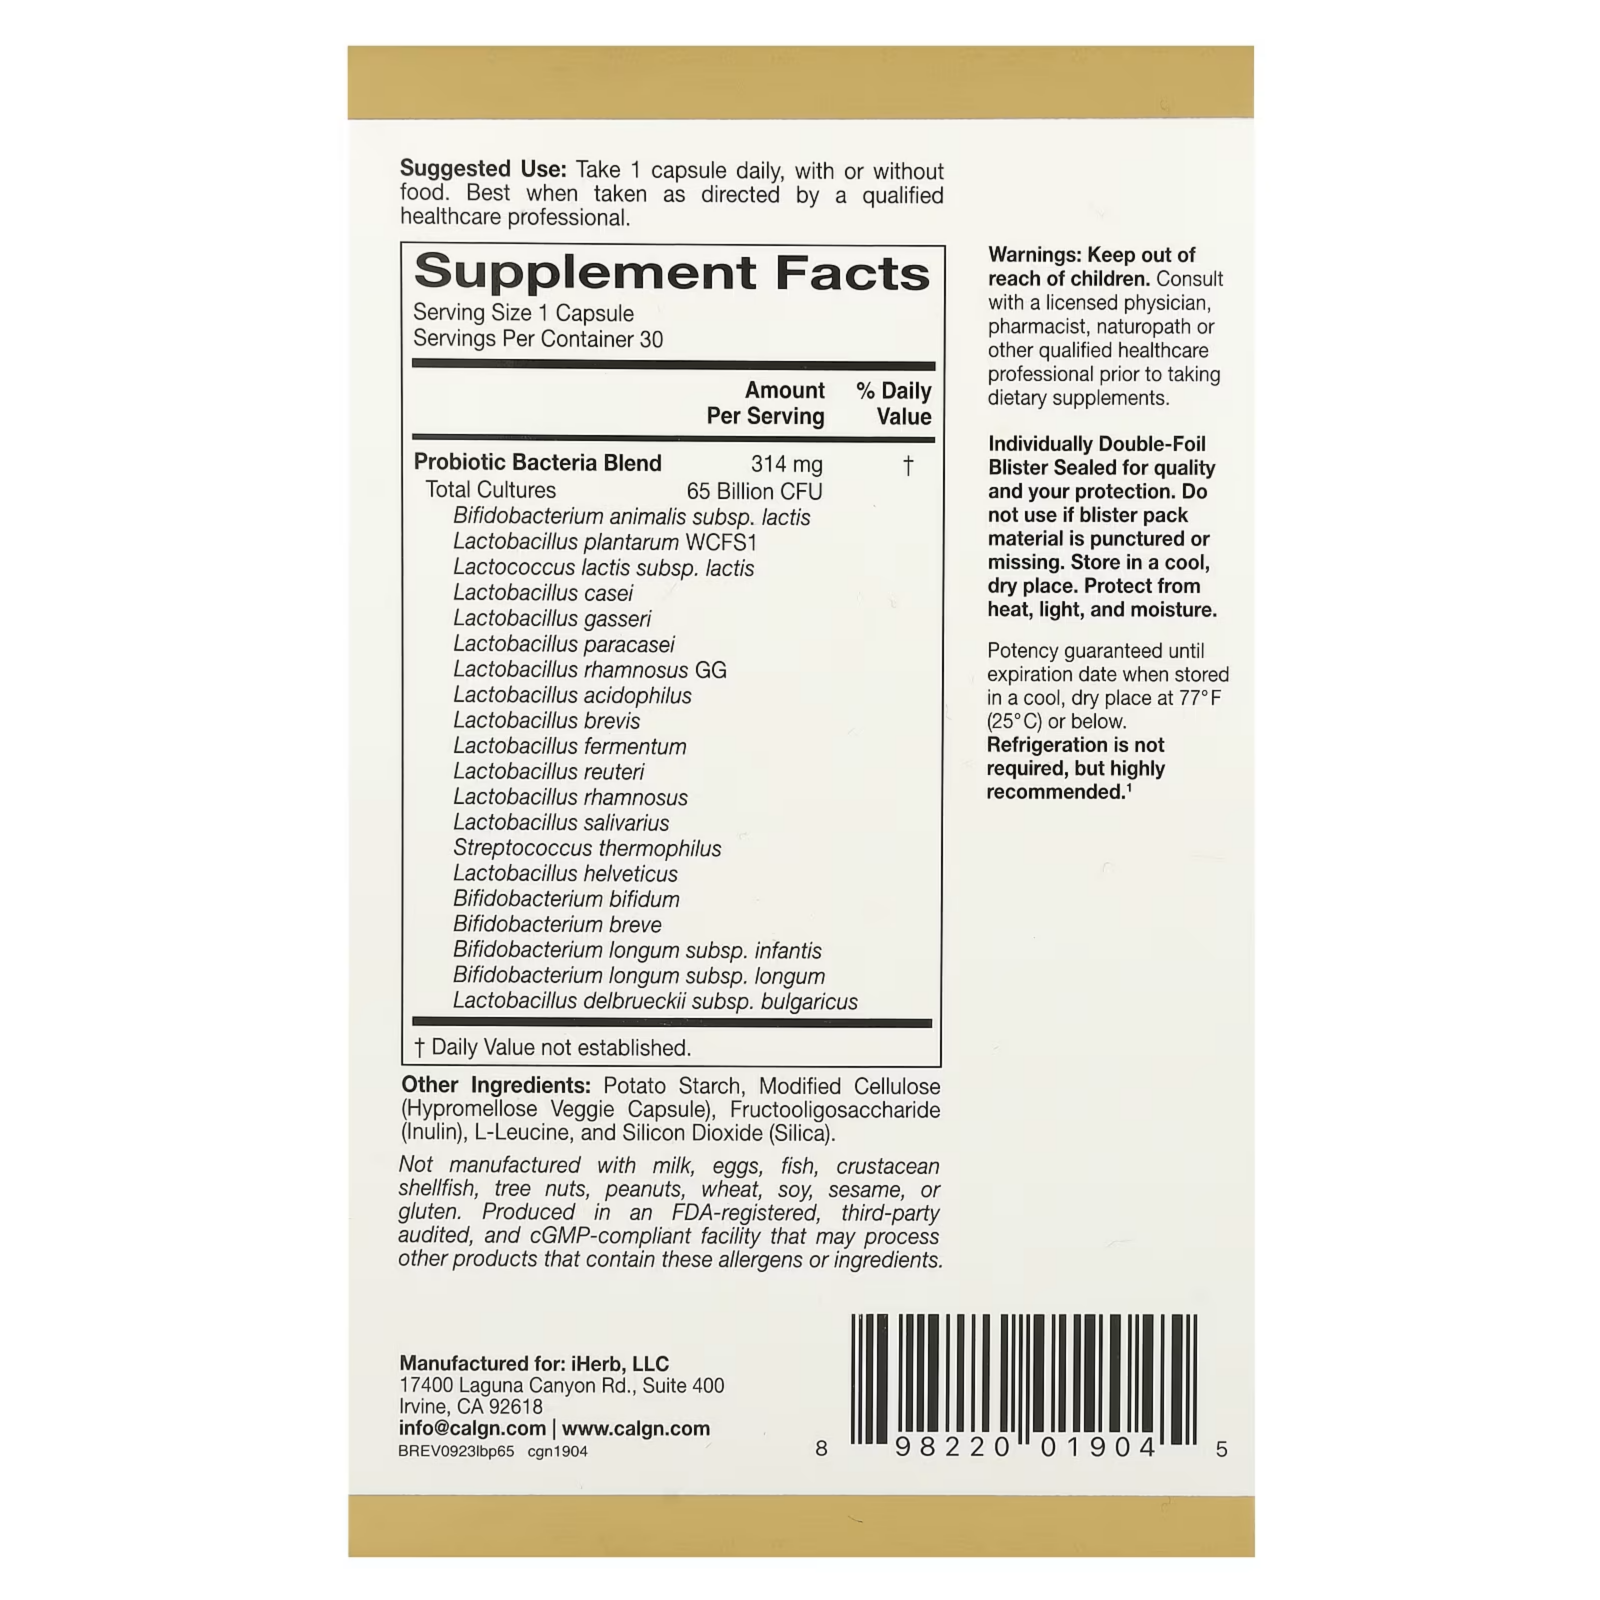 Suggested Use: Take 1 capsule daily, with or without
food. Best when taken as directed by a qualified
healthcare professional.
Supplement Facts
Serving Size 1 Capsule
Servings Per Container 30
Amount Per Serving % Daily Value
Probiotic Bacteria Blend 314 mg †
Total Cultures 65 Billion CFU
Bifidobacterium animalis subsp. lactis
Lactobacillus plantarum WCFS1
Lactococcus lactis subsp. lactis
Lactobacillus casei
Lactobacillus gasseri
Lactobacillus paracasei
Lactobacillus rhamnosus GG
Lactobacillus acidophilus
Lactobacillus brevis
Lactobacillus fermentum
Lactobacillus reuteri
Lactobacillus rhamnosus
Lactobacillus salivarius
Streptococcus thermophilus
Lactobacillus helveticus
Bifidobacterium bifidum
Bifidobacterium breve
Bifidobacterium longum subsp. infantis
Bifidobacterium longum subsp. longum
Lactobacillus delbrueckii subsp. bulgaricus
† Daily Value not established.
Other Ingredients: Potato Starch, Modified Cellulose
(Hypromellose Veggie Capsule), Fructooligosaccharide
(Inulin), L-Leucine, and Silicon Dioxide (Silica).
Not manufactured with milk, eggs, fish, crustacean
shellfish, tree nuts, peanuts, wheat, soy, sesame, or
gluten. Produced in an FDA-registered, third-party
audited, and cGMP-compliant facility that may process
other products that contain these allergens or ingredients.
Manufactured for: iHerb, LLC
17400 Laguna Canyon Rd., Suite 400
Irvine, CA 92618
info@calgn.com | www.calgn.com
BREV0923lbp65 cgn1904
Warnings: Keep out of
reach of children. Consult
with a licensed physician,
pharmacist, naturopath or
other qualified healthcare
professional prior to taking
dietary supplements.
Individually Double-Foil
Blister Sealed for quality
and your protection. Do
not use if blister pack
material is punctured or
missing. Store in a cool,
dry place. Protect from
heat, light, and moisture.
Potency guaranteed until
expiration date when stored
in a cool, dry place at 77°F
(25°C) or below.
Refrigeration is not
required, but highly
recommended.¹
8 98220 01904 5